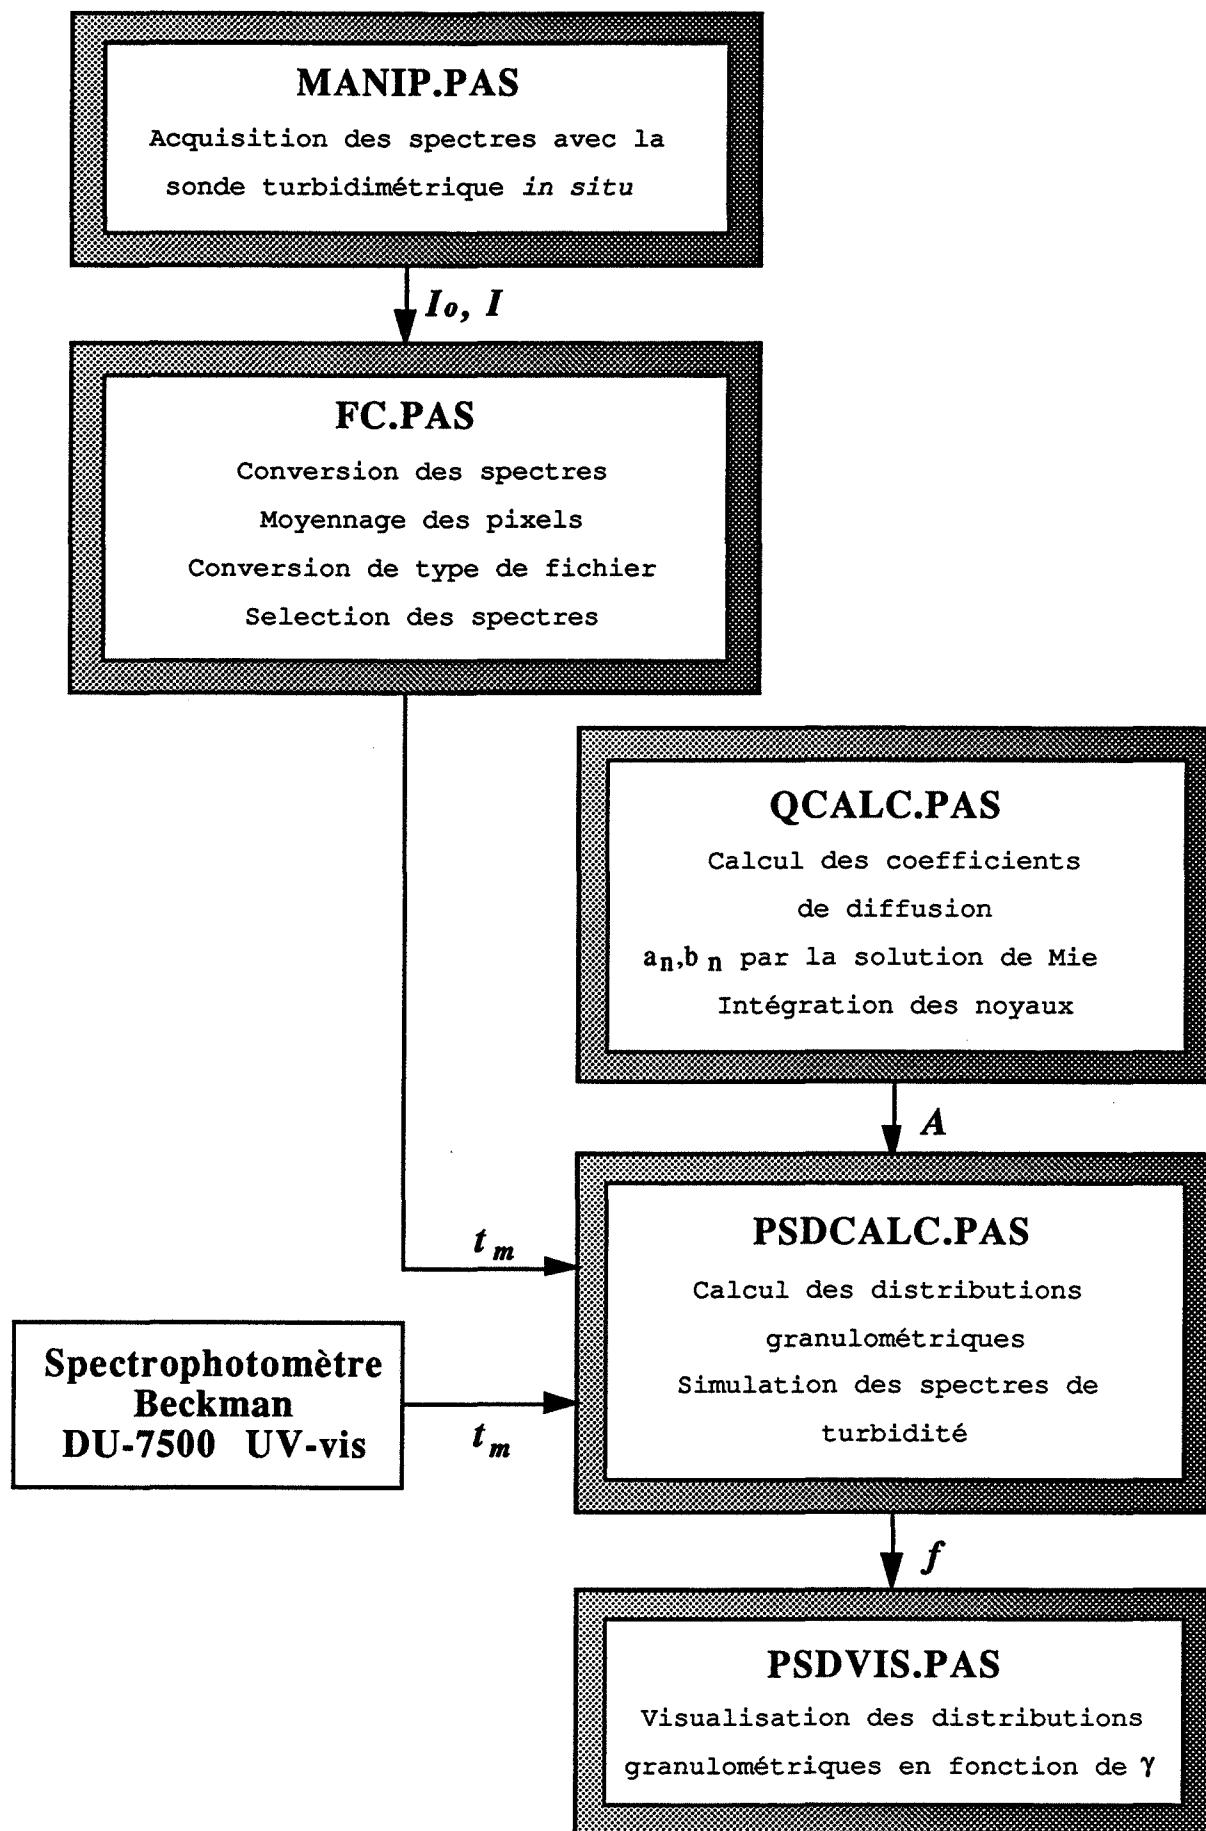 MANIP.PAS
Acquisition des spectres avec la
sonde turbidimétrique in situ
Io, I
FC.PAS
Conversion des spectres
Moyennage des pixels
Conversion de type de fichier
Selection des spectres
QCALC.PAS
Calcul des coefficients
de diffusion
an,bn par la solution de Mie
Intégration des noyaux
A
PSDCALC.PAS
Calcul des distributions
granulométriques
Simulation des spectres de
turbidité
tm
Spectrophotomètre
Beckman
DU-7500 UV-vis
tm
f
PSDVIS.PAS
Visualisation des distributions
granulométriques en fonction de γ